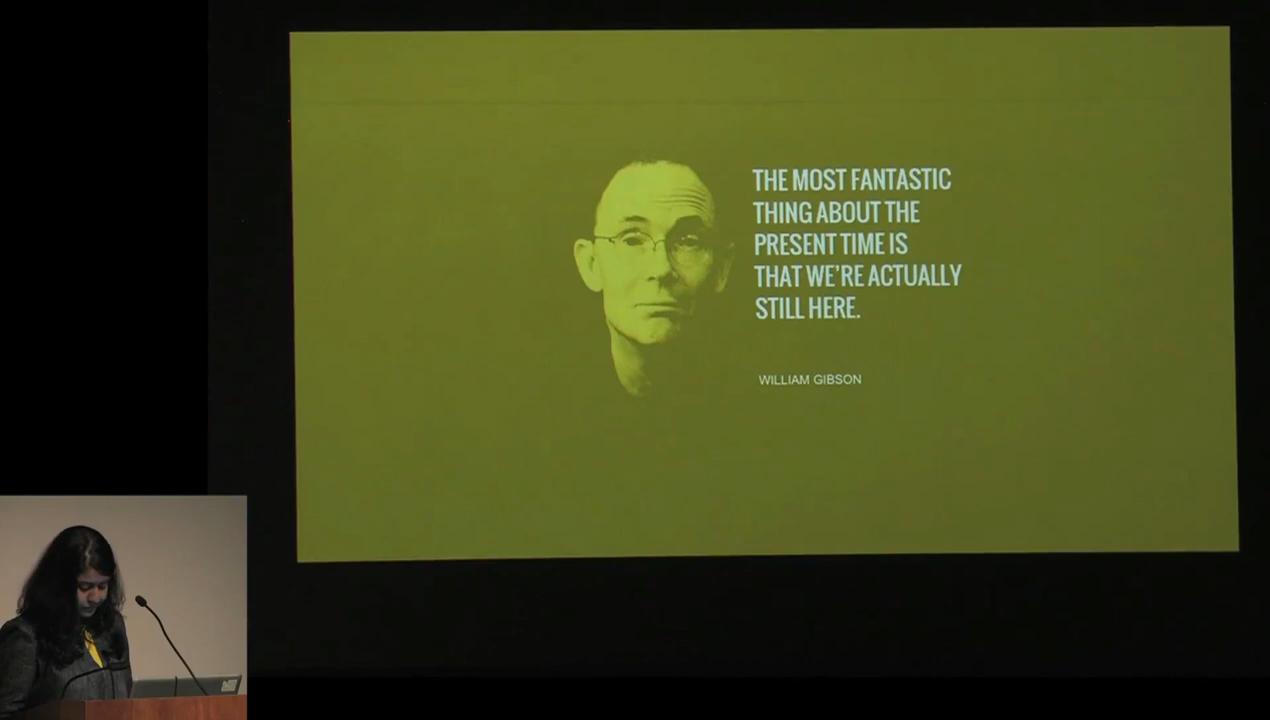 THE MOST FANTASTIC
THING ABOUT THE
PRESENT TIME IS
THAT WE'RE ACTUALLY
STILL HERE.
WILLIAM GIBSON